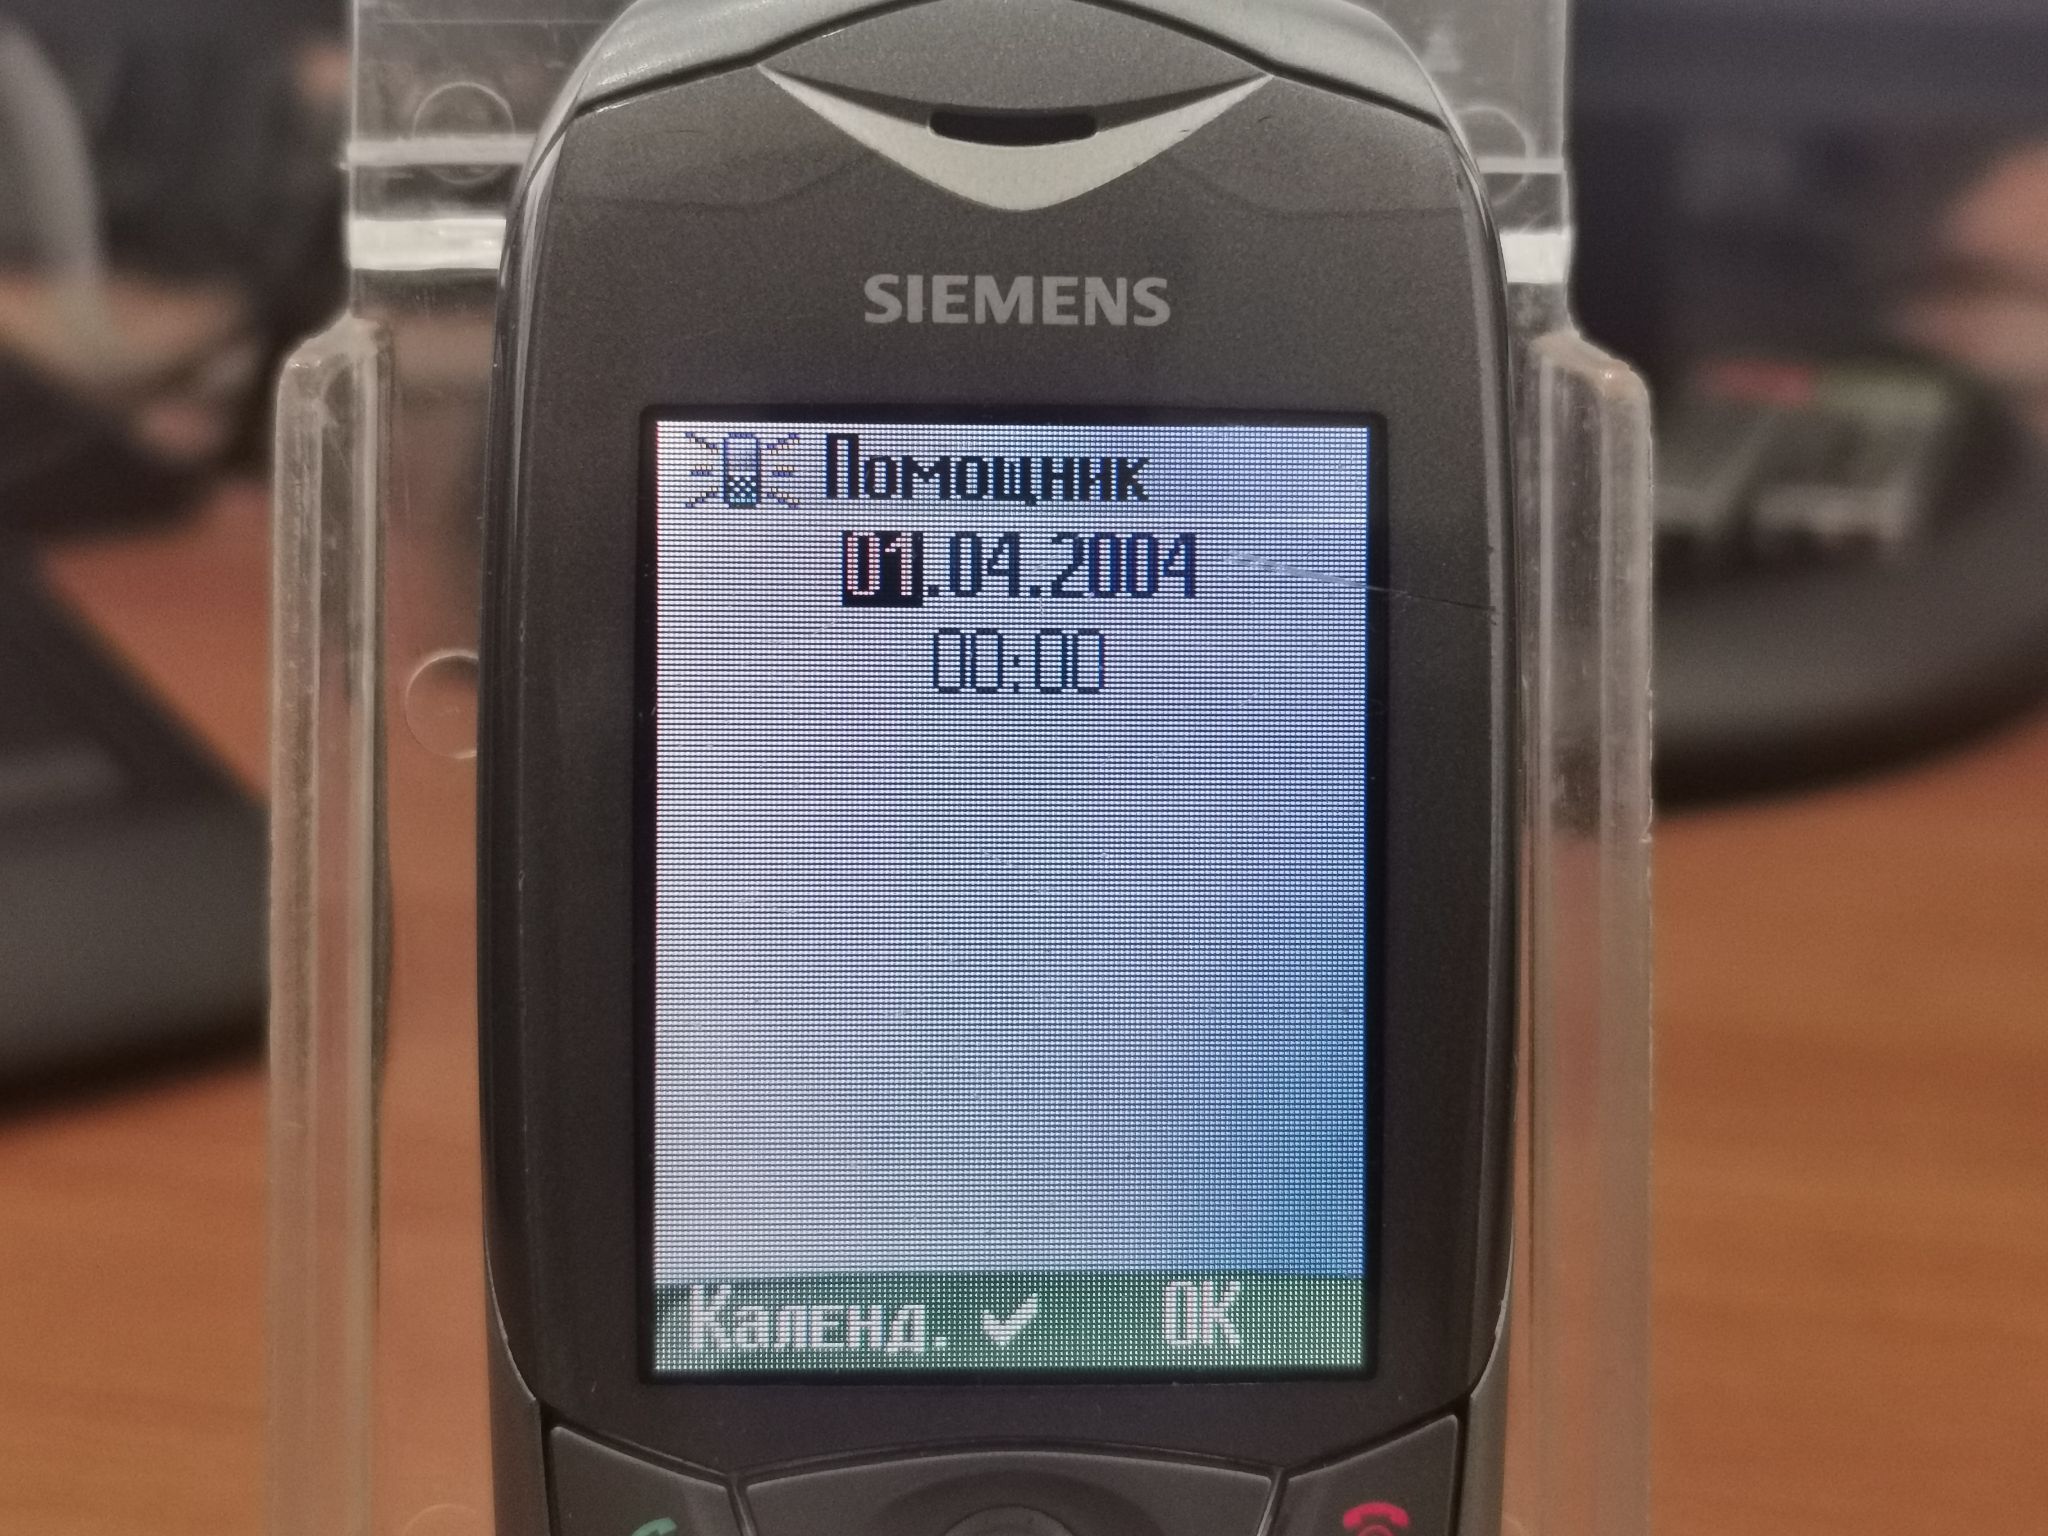 SIEMENS
Помощник
01.04.2004
00:00
Календ. ✔ OK